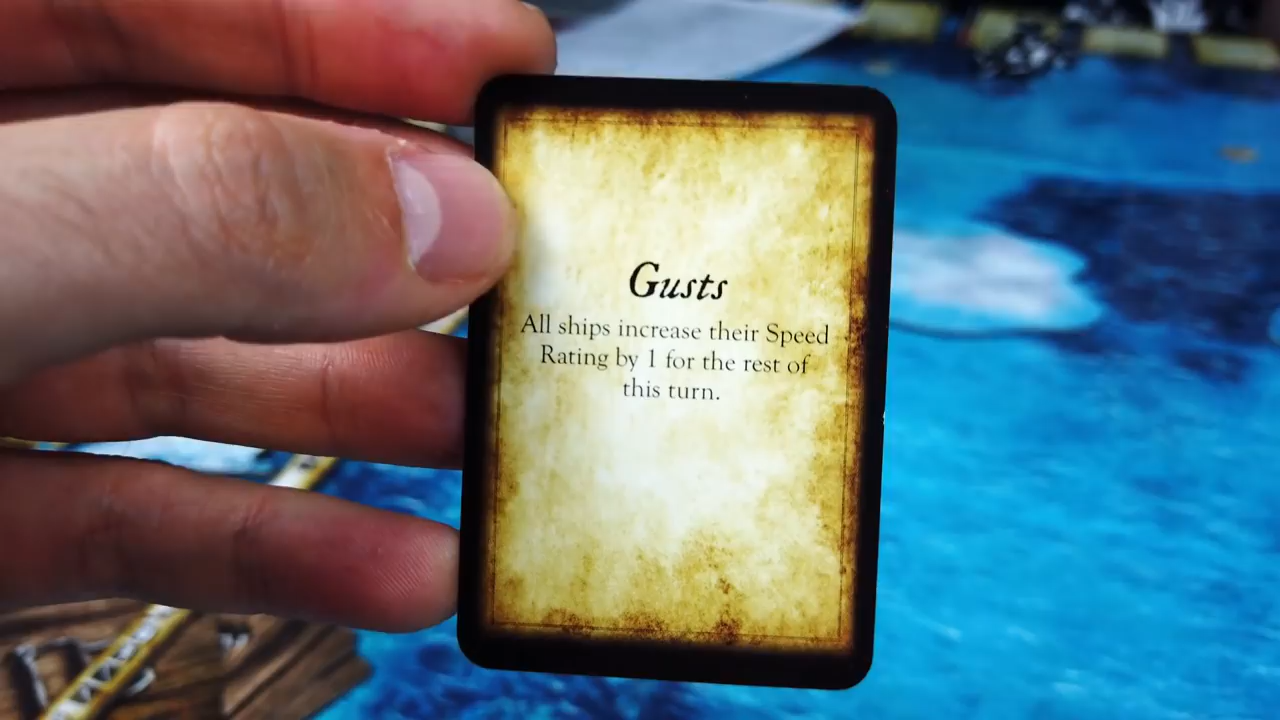 Gusts
All ships increase their Speed
Rating by 1 for the rest of
this turn.